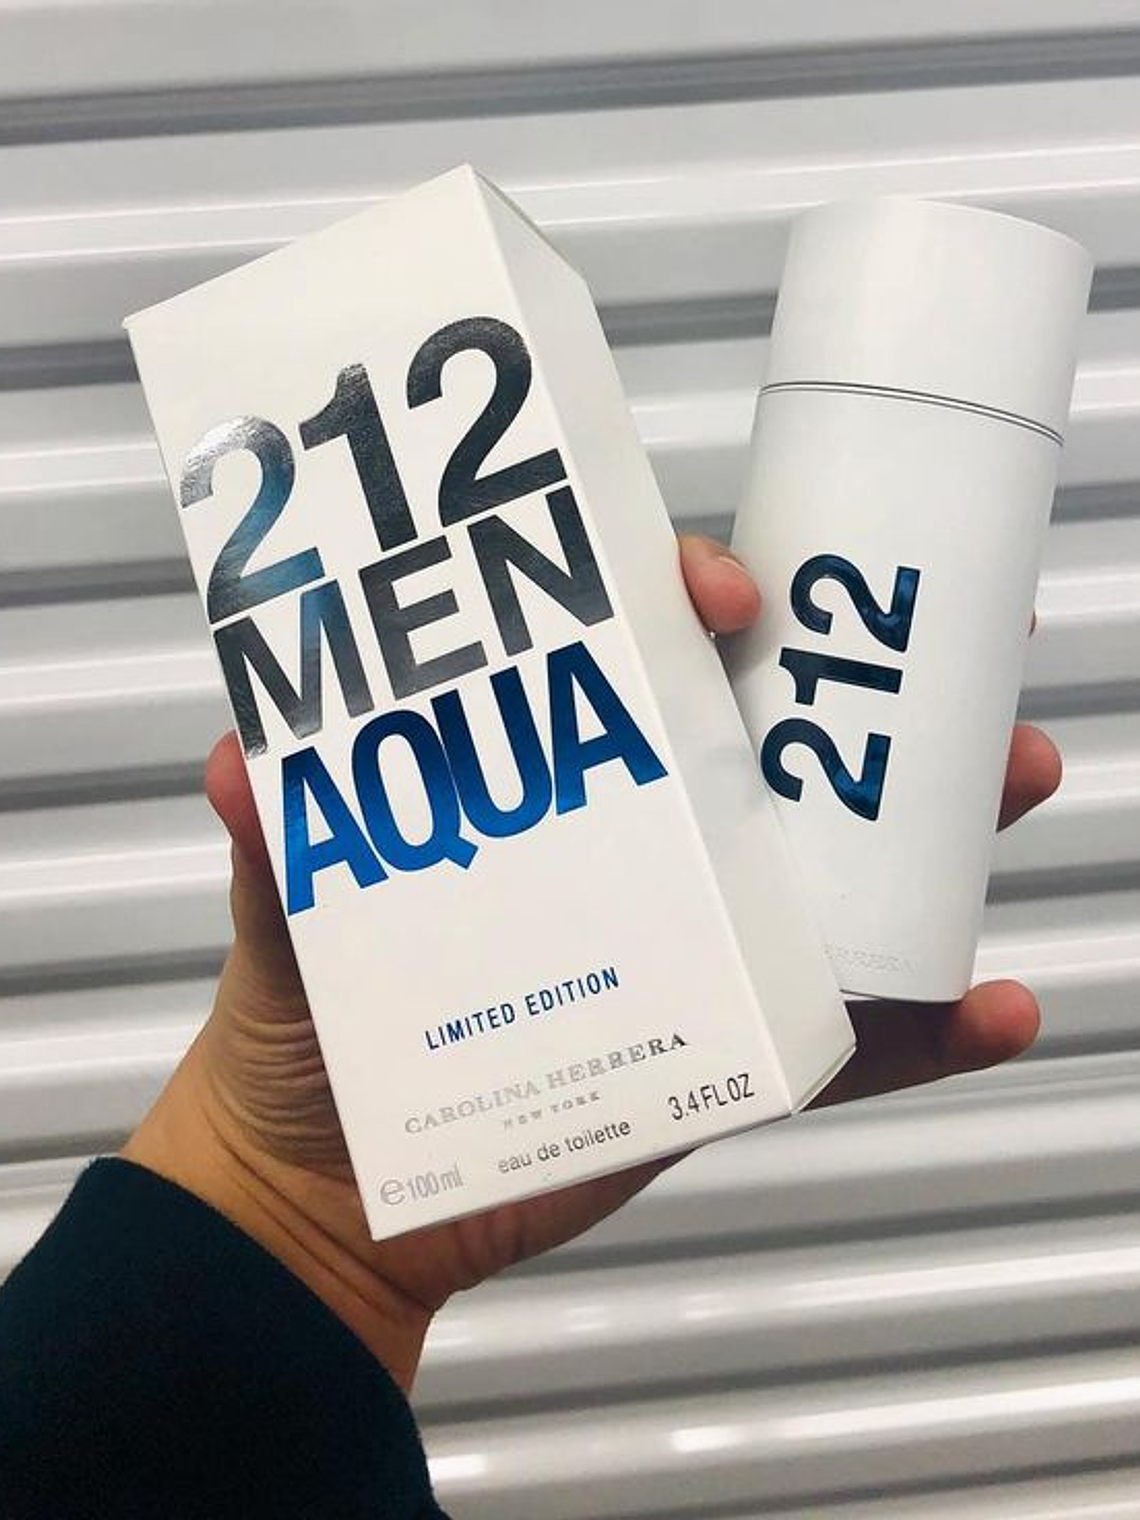 212
MEN
AQUA
LIMITED EDITION
CAROLINA HERRERA
NEW YORK
℮100ml eau de toilette 3.4 FL OZ
212